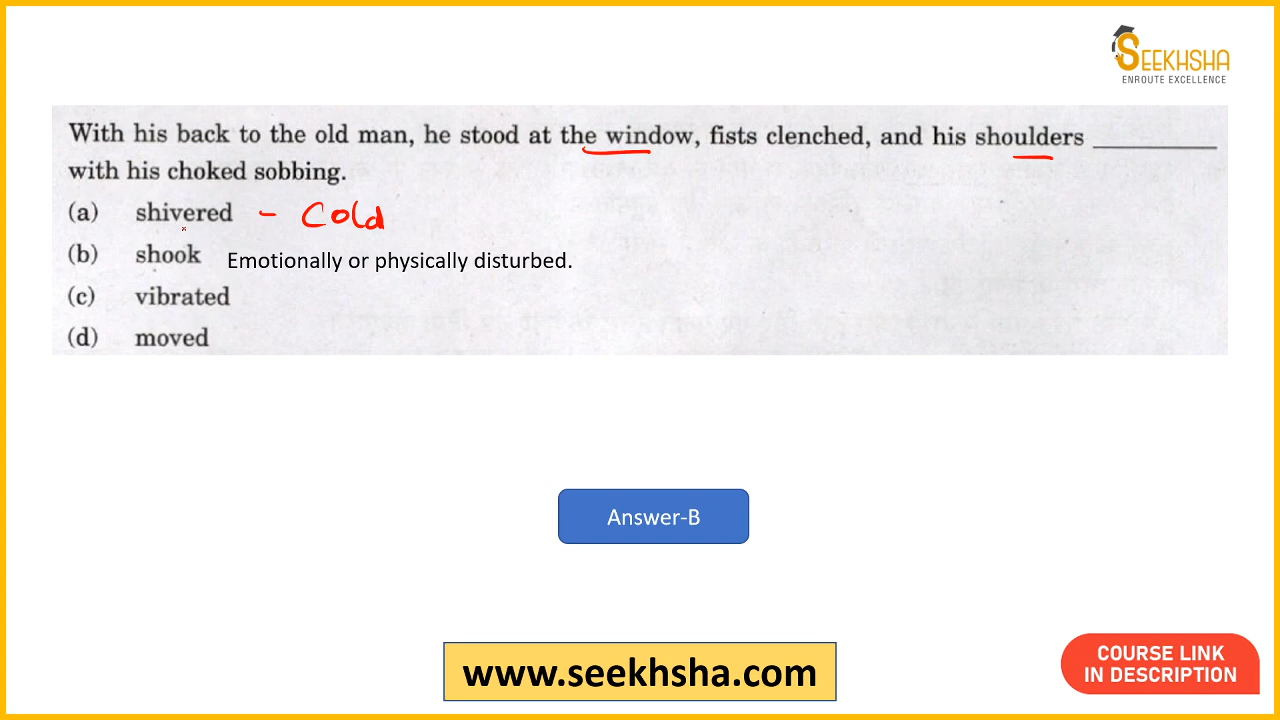 SEEKHSHA
ENROUTE EXCELLENCE
With his back to the old man, he stood at the window, fists clenched, and his shoulders __________
with his choked sobbing.
(a) shivered - Cold
(b) shook Emotionally or physically disturbed.
(c) vibrated
(d) moved
Answer-B
www.seekhsha.com
COURSE LINK
IN DESCRIPTION